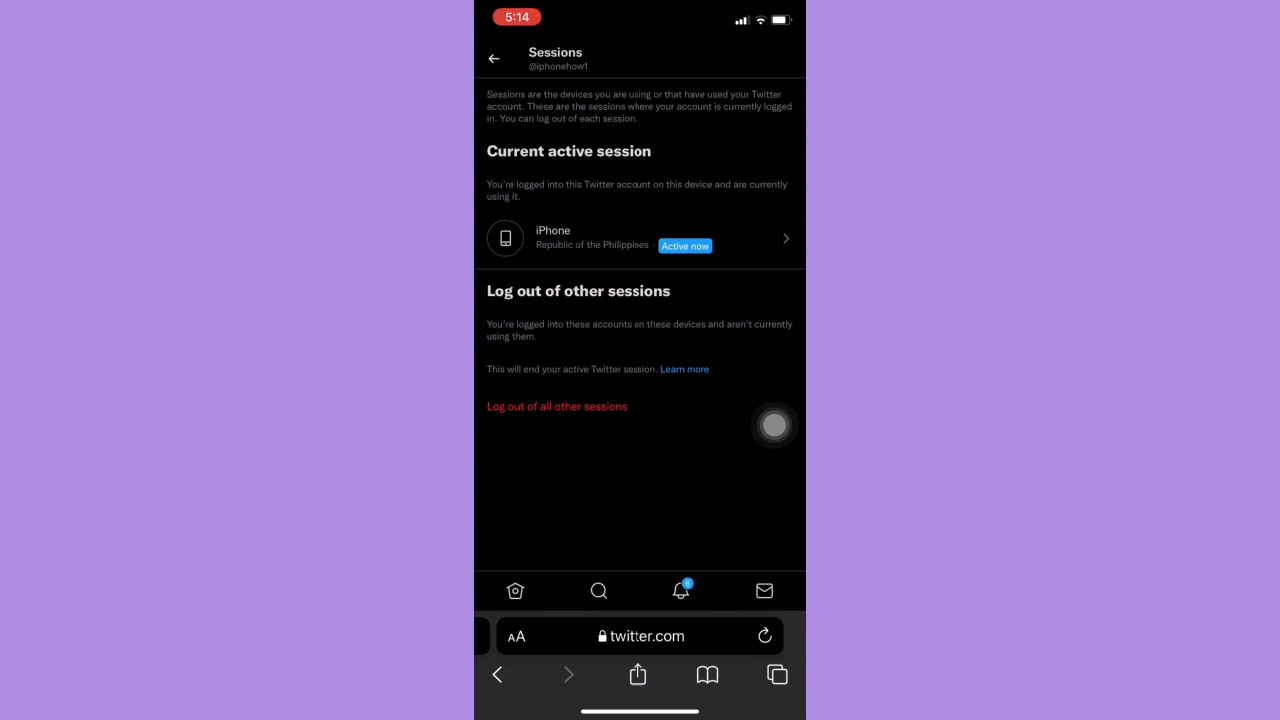 5:14
Sessions
@iphonehow1
Sessions are the devices you are using or that have used your Twitter
account. These are the sessions where your account is currently logged
in. You can log out of each session.
Current active session
You're logged into this Twitter account on this device and are currently
using it.
iPhone
Republic of the Philippines · Active now
Log out of other sessions
You're logged into these accounts on these devices and aren't currently
using them.
This will end your active Twitter session. Learn more
Log out of all other sessions
6
AA twitter.com